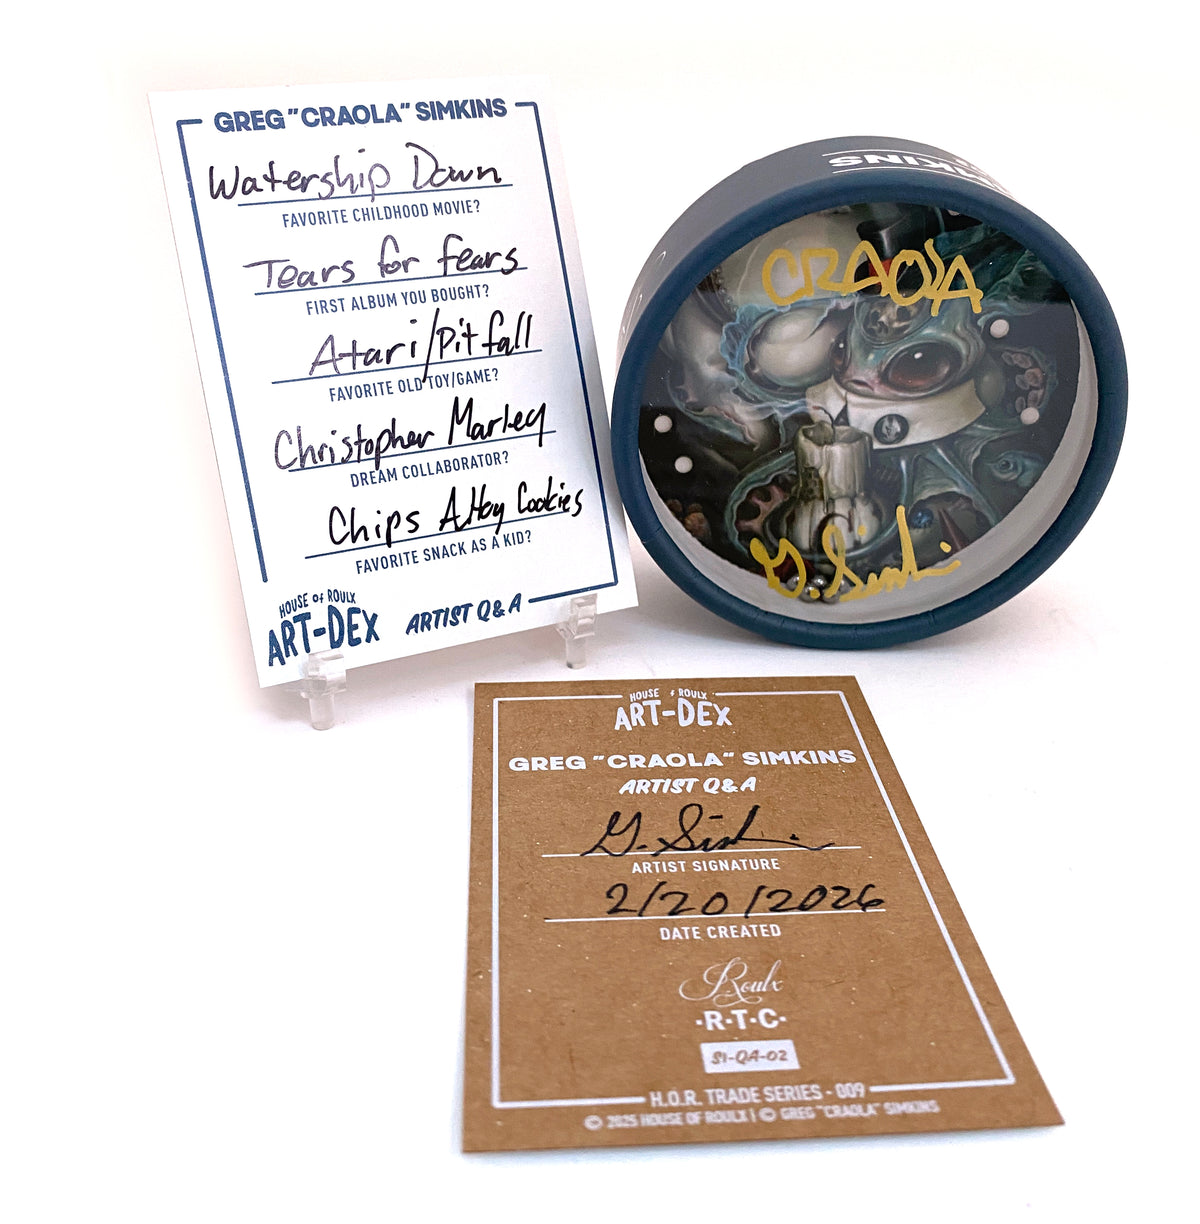 GREG "CRAOLA" SIMKINS
Watership Down
FAVORITE CHILDHOOD MOVIE?
Tears for fears
FIRST ALBUM YOU BOUGHT?
Atari/Pitfall
FAVORITE OLD TOY/GAME?
Christopher Marley
DREAM COLLABORATOR?
Chips Ahoy Cookies
FAVORITE SNACK AS A KID?
HOUSE OF ROULX
ART-DEX
ARTIST Q&A
CRAOLA
G. Simkins
HOUSE OF ROULX
ART-DEX
GREG "CRAOLA" SIMKINS
ARTIST Q&A
G. Simkins
ARTIST SIGNATURE
2/20/2026
DATE CREATED
Roulx
·R·T·C·
S1-QA-02
H.O.R. TRADE SERIES - 009
© 2025 HOUSE OF ROULX | © GREG "CRAOLA" SIMKINS